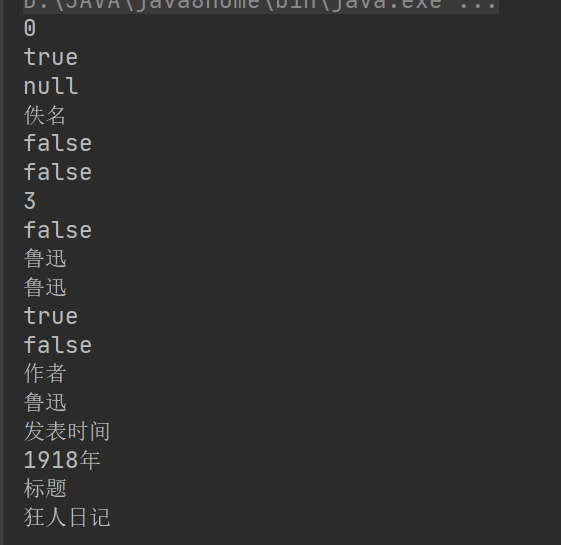 D:\JAVA\java8home\bin\java.exe ...
0
true
null
佚名
false
false
3
false
鲁迅
鲁迅
true
false
作者
鲁迅
发表时间
1918年
标题
狂人日记